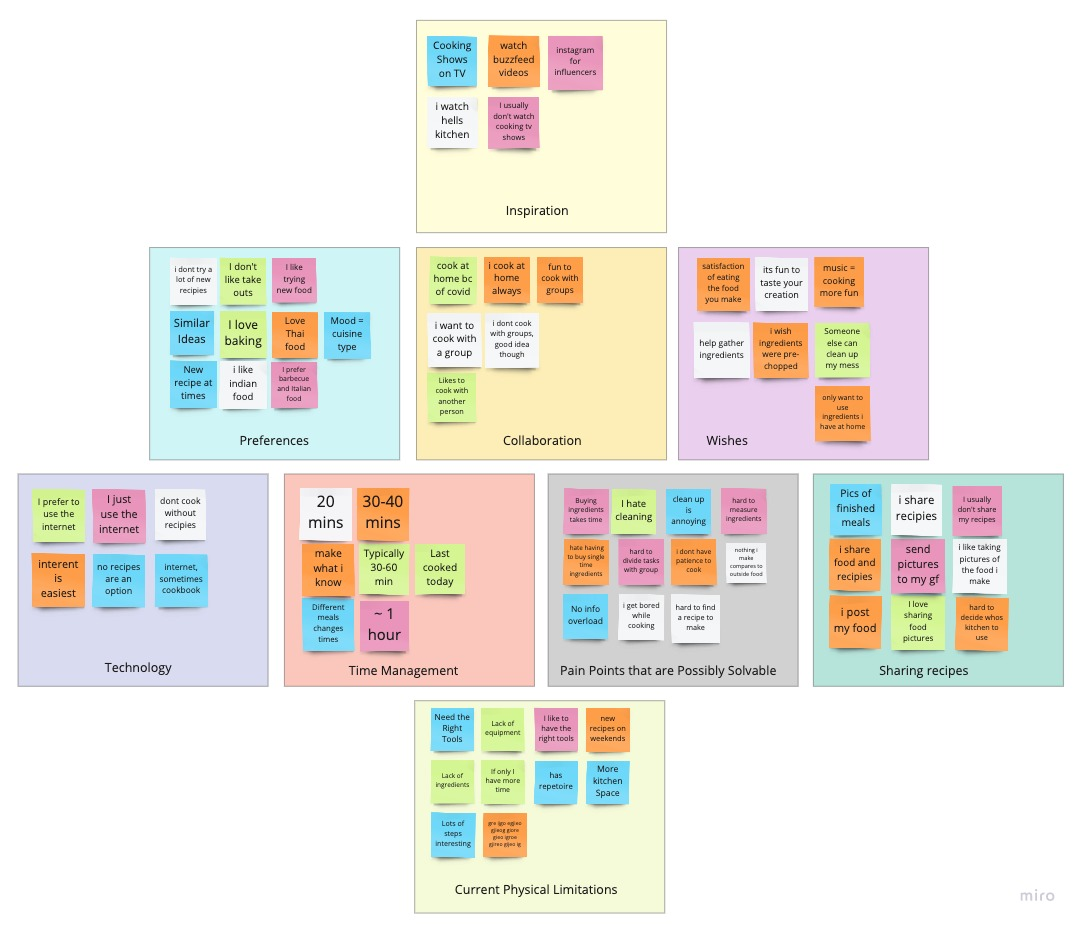 Cooking
Shows
on TV
watch
buzzfeed
videos
instagram
for
influencers
i watch
hells
kitchen
I usually
don't watch
cooking tv
shows
Inspiration
i dont try a
lot of new
recipies
I don't
like take
outs
I like
trying
new food
Similar
Ideas
I love
baking
Love
Thai
food
Mood =
cuisine
type
New
recipe at
times
i like
indian
food
I prefer
barbecue
and Italian
food
Preferences
cook at
home bc
of covid
i cook at
home
always
fun to
cook with
groups
i want to
cook with
a group
i dont cook
with groups,
good idea
though
Likes to
cook with
another
person
Collaboration
satisfaction
of eating
the food
you make
its fun to
taste your
creation
music =
cooking
more fun
help gather
ingredients
i wish
ingredients
were pre-
chopped
Someone
else can
clean up
my mess
only want to
use
ingredients i
have at home
Wishes
I prefer to
use the
internet
I just
use the
internet
dont cook
without
recipies
interent
is
easiest
no recipes
are an
option
internet,
sometimes
cookbook
Technology
20
mins
30-40
mins
make
what i
know
Typically
30-60
min
Last
cooked
today
Different
meals
changes
times
~ 1
hour
Time Management
Buying
ingredients
takes time
I hate
cleaning
clean up
is
annoying
hard to
measure
ingredients
hate having
to buy single
time
ingredients
hard to
divide tasks
with group
i dont have
patience to
cook
nothing i
make
compares to
outside food
No info
overload
i get bored
while
cooking
hard to find
a recipe to
make
Pain Points that are Possibly Solvable
Pics of
finished
meals
i share
recipies
I usually
don't share
my recipes
i share
food and
recipies
send
pictures
to my gf
i like taking
pictures of
the food i
make
i post
my food
I love
sharing
food
pictures
hard to
decide whos
kitchen to
use
Sharing recipes
Need the
Right
Tools
Lack of
equipment
I like to
have the
right tools
new
recipes on
weekends
Lack of
ingredients
If only I
have more
time
has
repetoire
More
kitchen
Space
Lots of
steps
interesting
Current Physical Limitations
miro